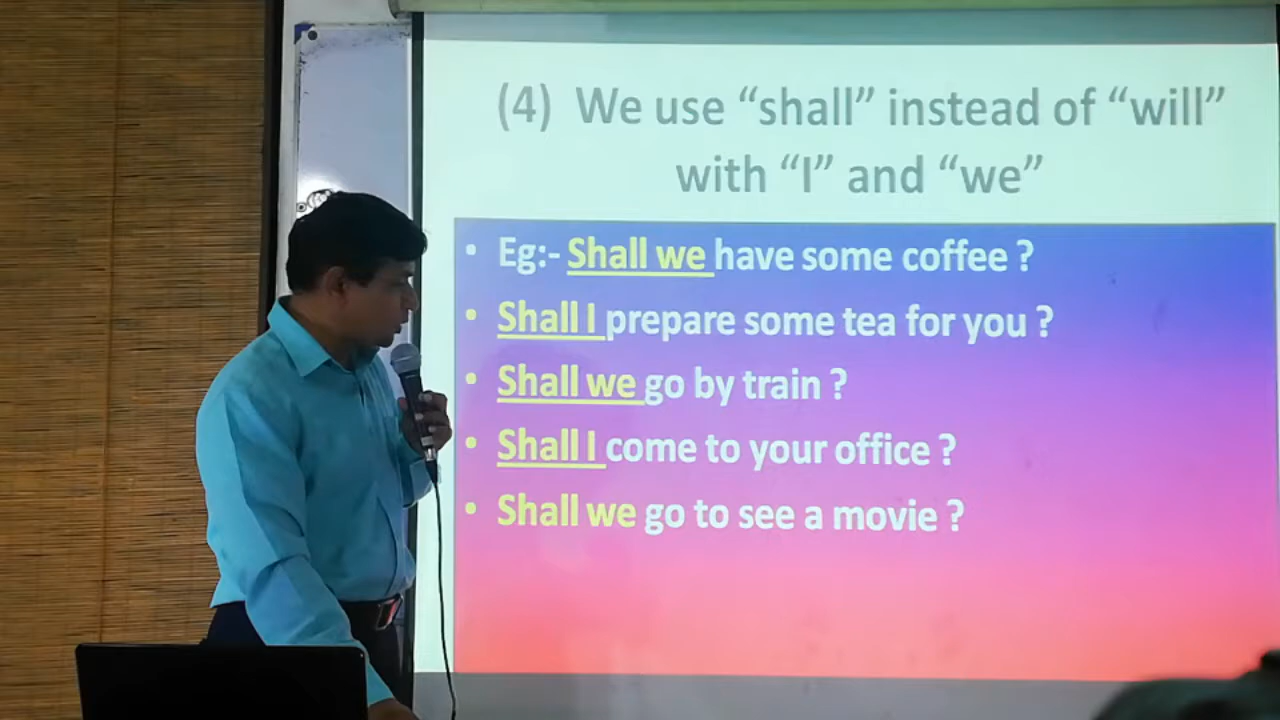 (4) We use “shall” instead of “will”
with “I” and “we”
• Eg:- Shall we have some coffee ?
• Shall I prepare some tea for you ?
• Shall we go by train ?
• Shall I come to your office ?
• Shall we go to see a movie ?